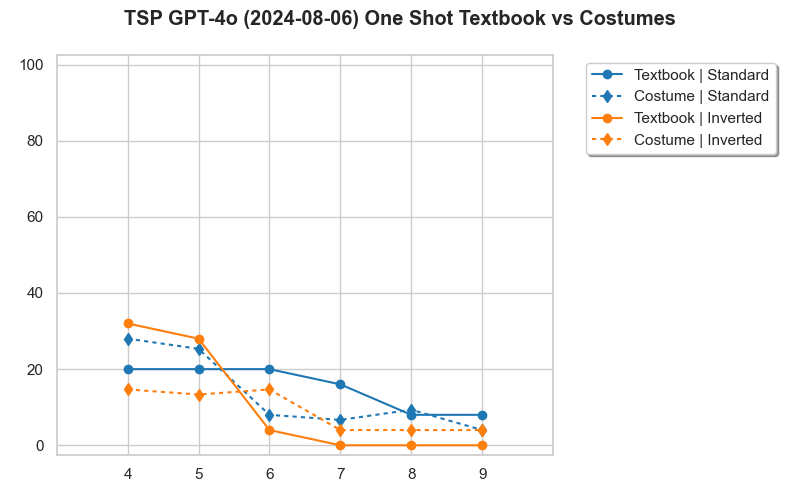 TSP GPT-4o (2024-08-06) One Shot Textbook vs Costumes
100
80
60
40
20
0
4 5 6 7 8 9
Textbook | Standard
Costume | Standard
Textbook | Inverted
Costume | Inverted